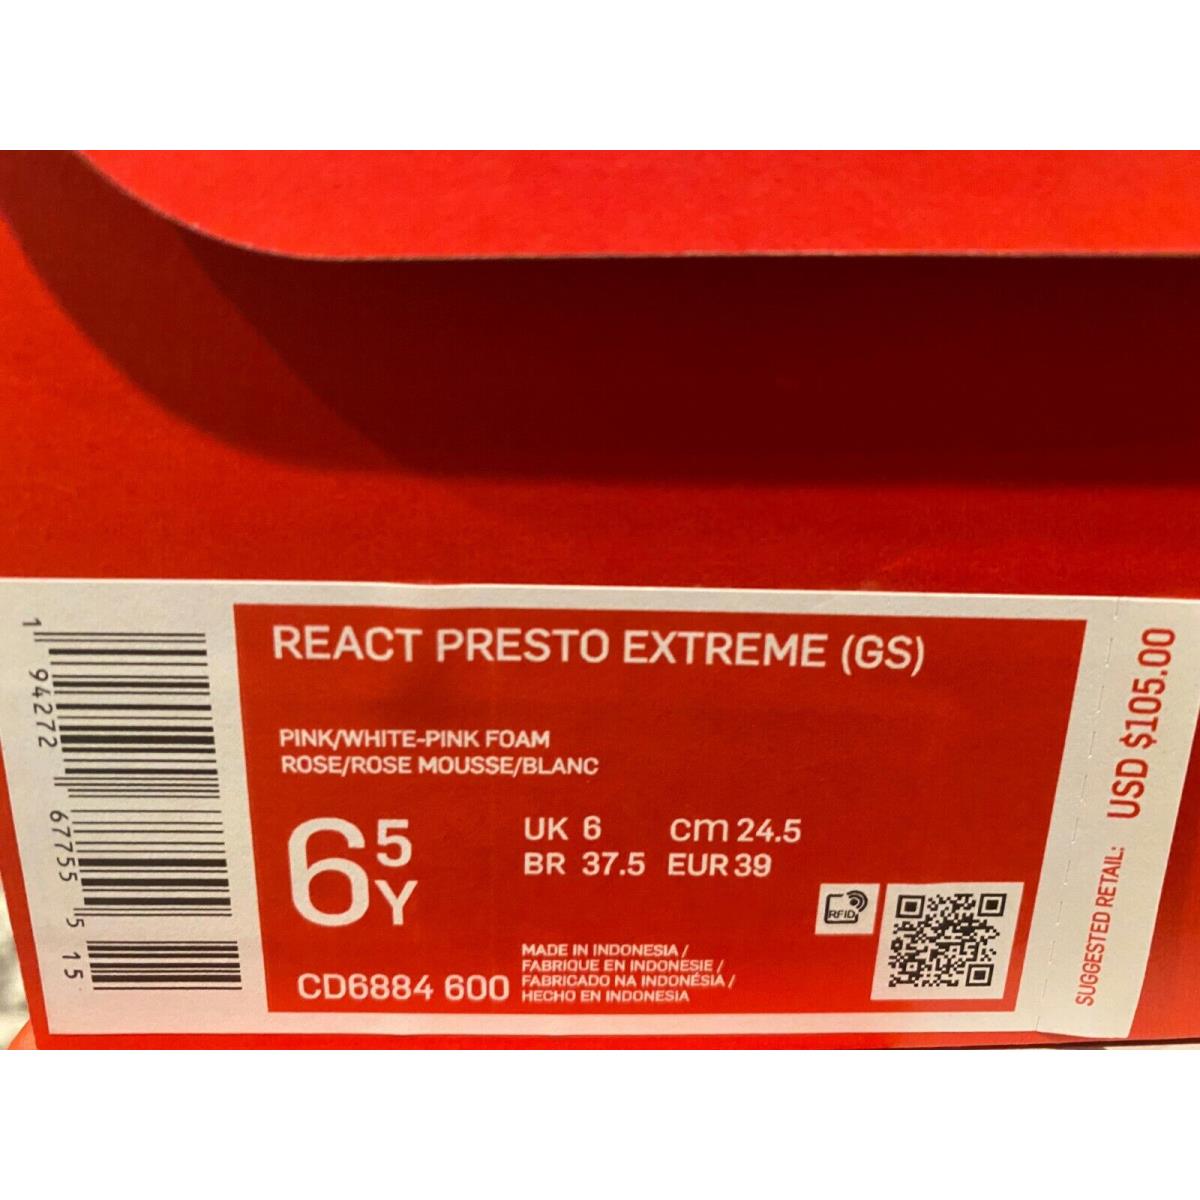 REACT PRESTO EXTREME (GS)
PINK/WHITE-PINK FOAM
ROSE/ROSE MOUSSE/BLANC
6 5 Y
UK 6 cm 24.5
BR 37.5 EUR 39
RFID
MADE IN INDONESIA /
FABRIQUE EN INDONESIE /
FABRICADO NA INDONÉSIA /
HECHO EN INDONESIA
CD6884 600
1 94272 67755 5 15
SUGGESTED RETAIL: USD $105.00